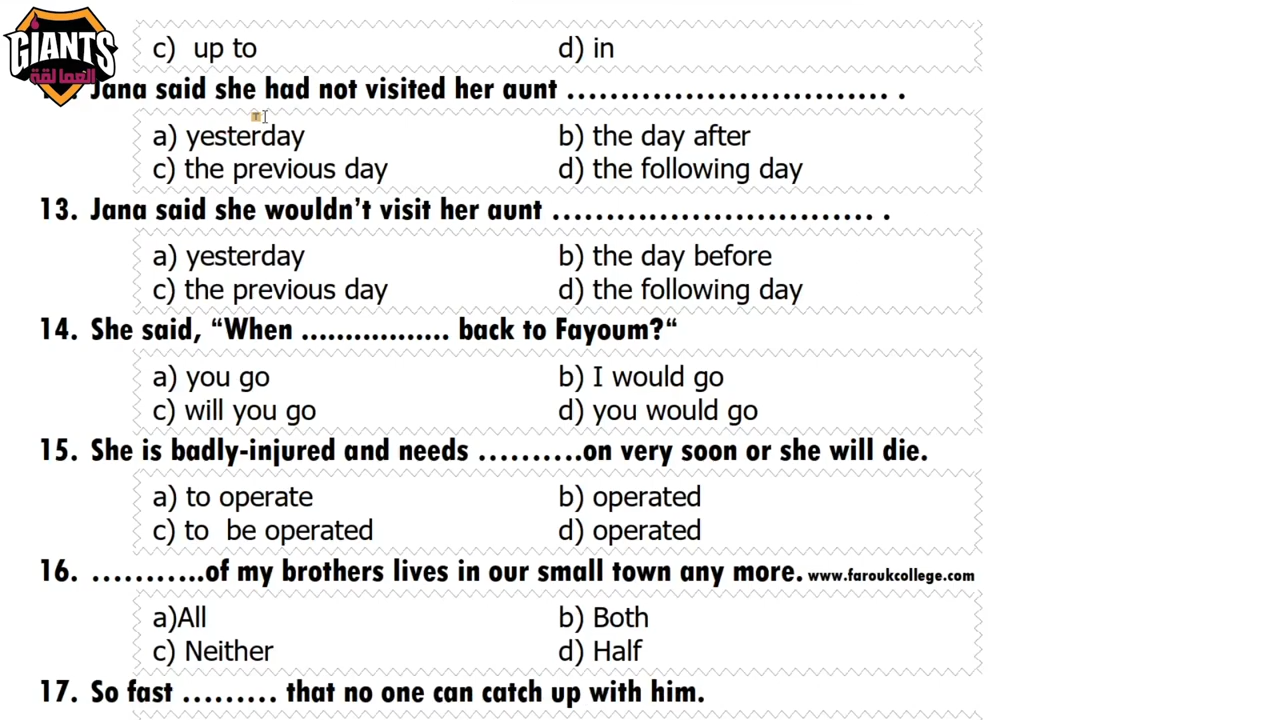 GIANTS
العمالقة
c) up to d) in
Jana said she had not visited her aunt ................................ .
a) yesterday b) the day after
c) the previous day d) the following day
13. Jana said she wouldn't visit her aunt ................................ .
a) yesterday b) the day before
c) the previous day d) the following day
14. She said, “When ................. back to Fayoum?“
a) you go b) I would go
c) will you go d) you would go
15. She is badly-injured and needs ..........on very soon or she will die.
a) to operate b) operated
c) to be operated d) operated
16. ...........of my brothers lives in our small town any more. www.faroukcollege.com
a)All b) Both
c) Neither d) Half
17. So fast ......... that no one can catch up with him.